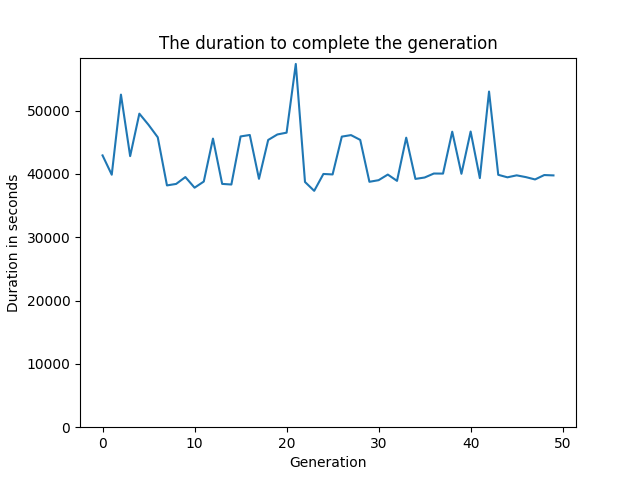 The duration to complete the generation
Duration in seconds
50000
40000
30000
20000
10000
0
0 10 20 30 40 50
Generation